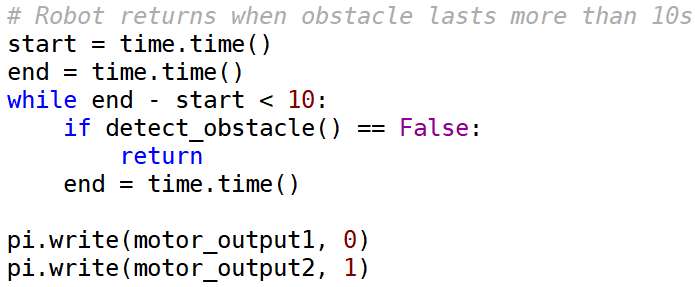 # Robot returns when obstacle lasts more than 10s
start = time.time()
end = time.time()
while end - start < 10:
    if detect_obstacle() == False:
        return
    end = time.time()

pi.write(motor_output1, 0)
pi.write(motor_output2, 1)